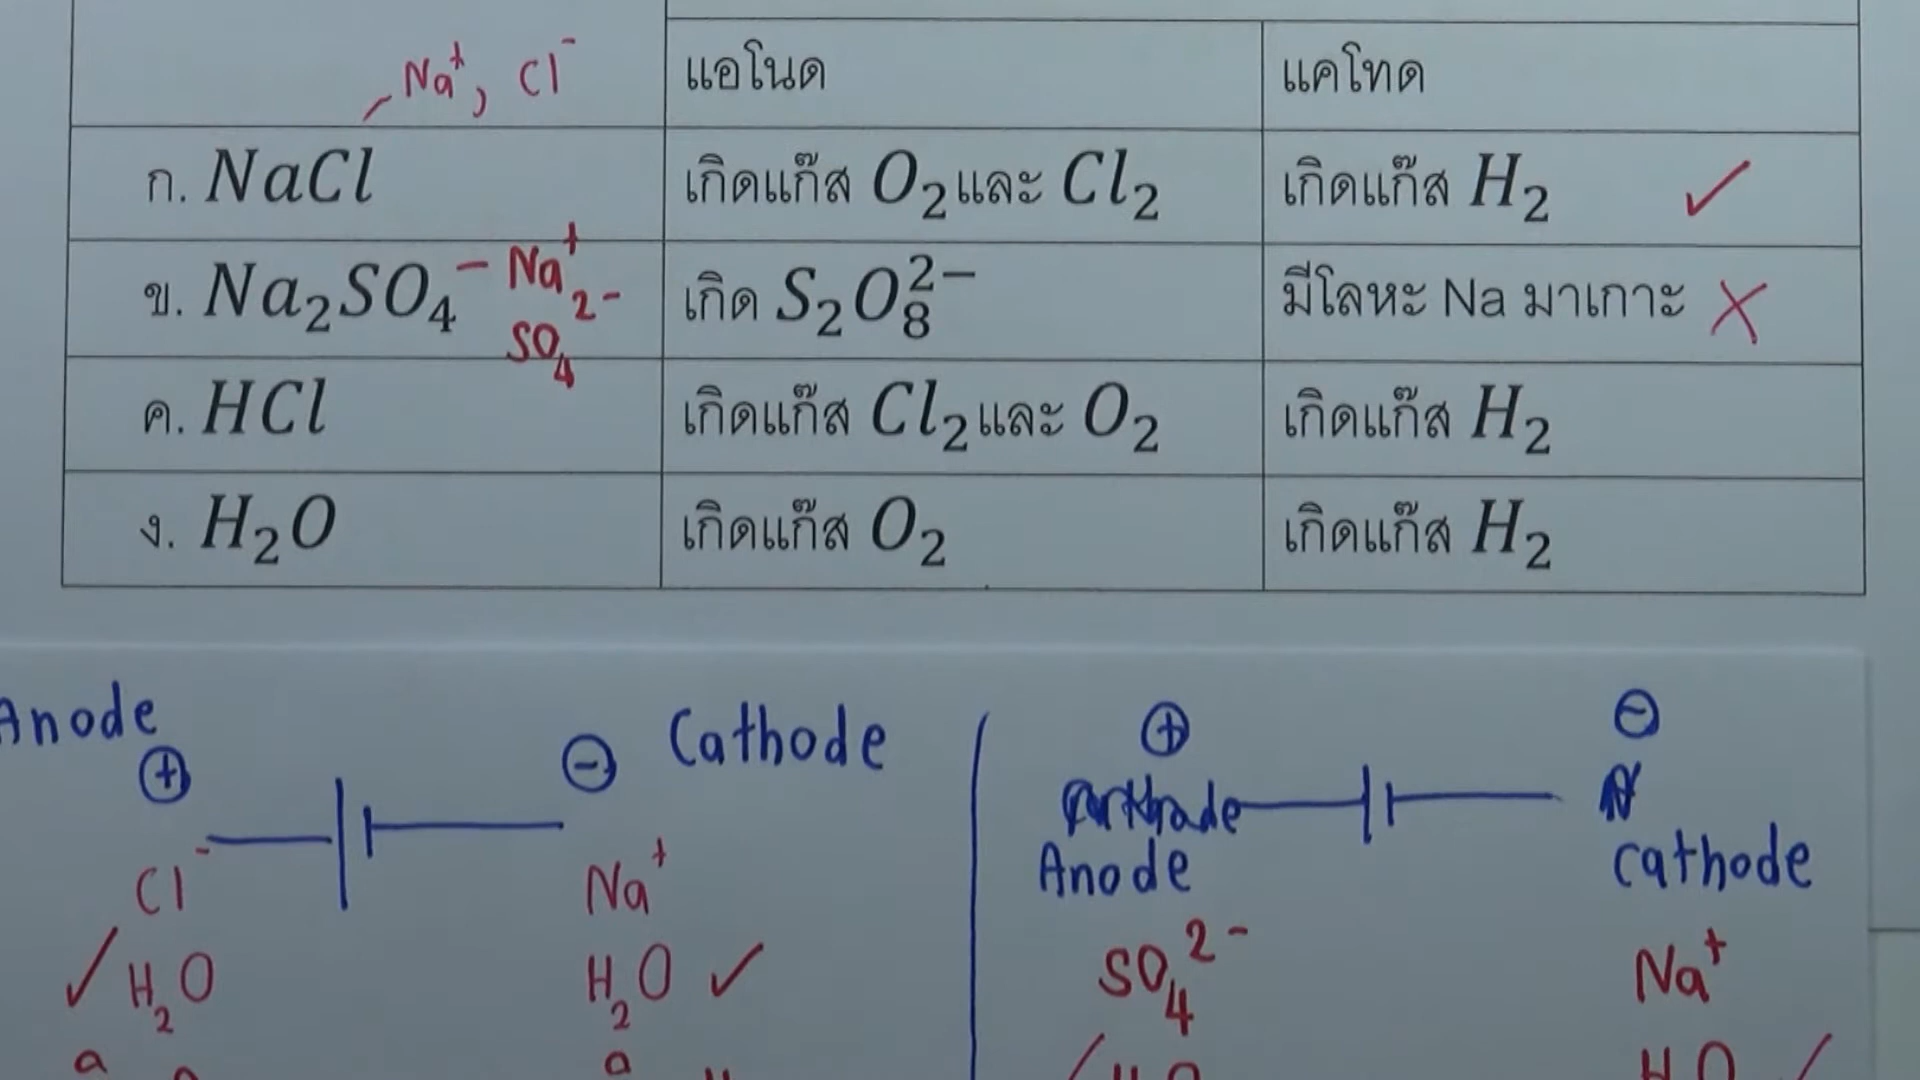 Na⁺, Cl⁻
แอโนด แคโทด
ก. NaCl เกิดแก๊ส O₂และ Cl₂ เกิดแก๊ส H₂ ✓
ข. Na₂SO₄ – Na⁺ เกิด S₂O₈²⁻ มีโลหะ Na มาเกาะ ✗
SO₄²⁻
ค. HCl เกิดแก๊ส Cl₂และ O₂ เกิดแก๊ส H₂
ง. H₂O เกิดแก๊ส O₂ เกิดแก๊ส H₂
Anode ⊕ ⊖ Cathode
Cl⁻ Na⁺
✓ H₂O H₂O ✓
⊕ ⊖
Anode Cathode
SO₄²⁻ Na⁺